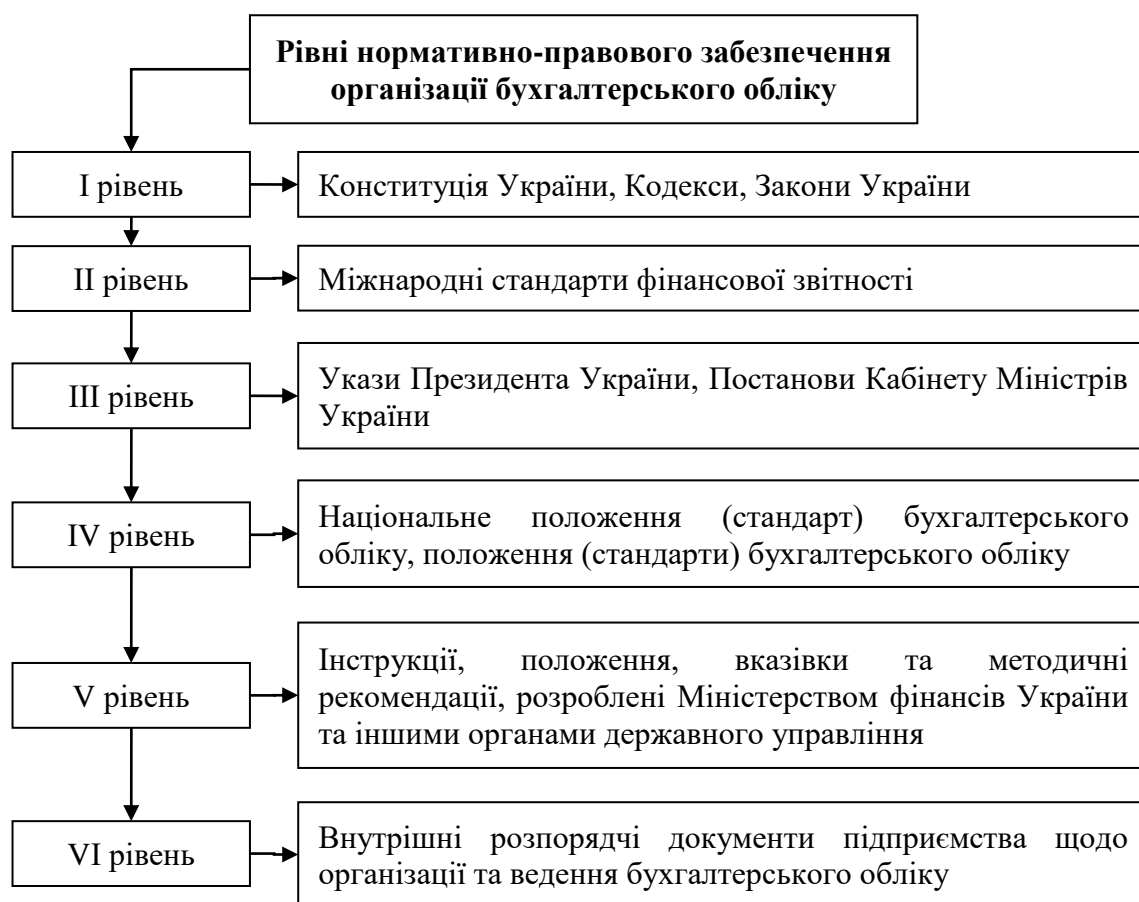 Рівні нормативно-правового забезпечення
організації бухгалтерського обліку
І рівень
Конституція України, Кодекси, Закони України
ІІ рівень
Міжнародні стандарти фінансової звітності
ІІІ рівень
Укази Президента України, Постанови Кабінету Міністрів
України
IV рівень
Національне положення (стандарт) бухгалтерського
обліку, положення (стандарти) бухгалтерського обліку
V рівень
Інструкції, положення, вказівки та методичні
рекомендації, розроблені Міністерством фінансів України
та іншими органами державного управління
VI рівень
Внутрішні розпорядчі документи підприємства щодо
організації та ведення бухгалтерського обліку